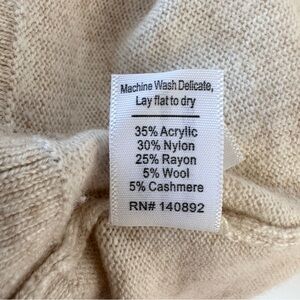 Machine Wash Delicate,
Lay flat to dry
35% Acrylic
30% Nylon
25% Rayon
5% Wool
5% Cashmere
RN# 140892